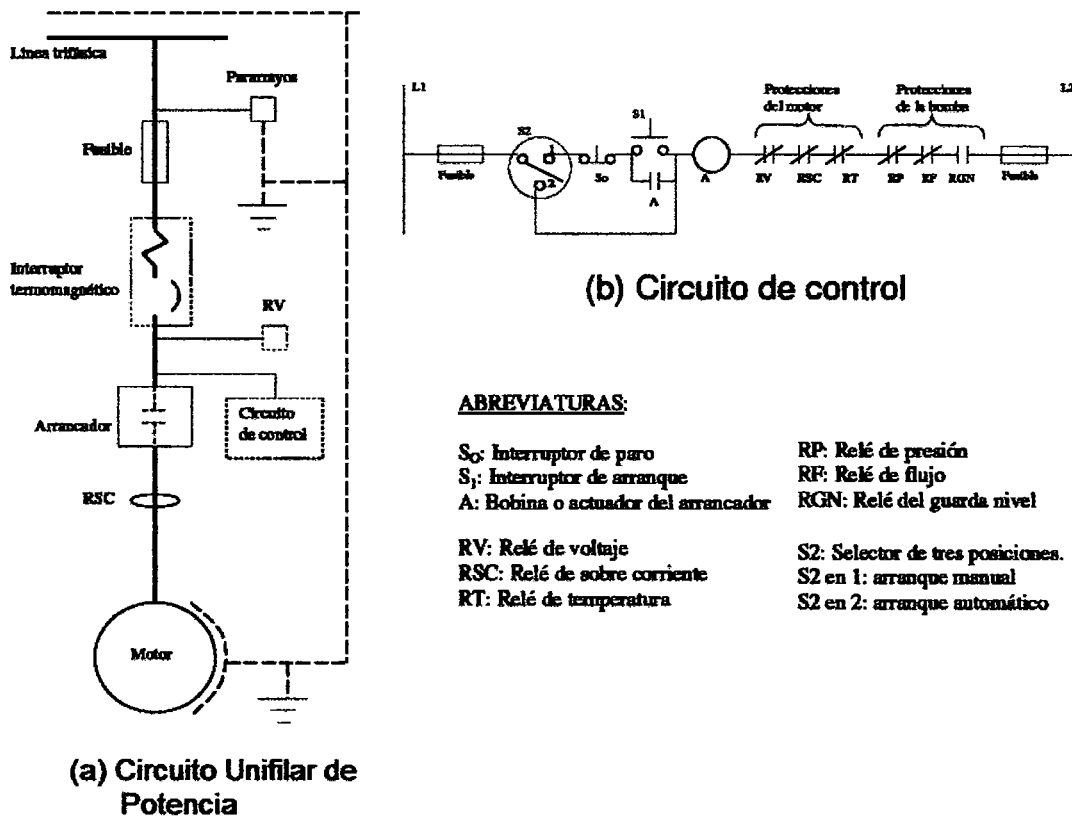 Línea trifásica
Pararrayos
Fusible
Interruptor
termomagnético
RV
Arrancador
Circuito
de control
RSC
Motor
(a) Circuito Unifilar de
Potencia
L1
L2
Protecciones
del motor
Protecciones
de la bomba
S2
S1
1
2
Fusible
So
A
A
RV
RSC
RT
RP
RF
RGN
Fusible
(b) Circuito de control
ABREVIATURAS:
SO: Interruptor de paro
S1: Interruptor de arranque
A: Bobina o actuador del arrancador
RV: Relé de voltaje
RSC: Relé de sobre corriente
RT: Relé de temperatura
RP: Relé de presión
RF: Relé de flujo
RGN: Relé del guarda nivel
S2: Selector de tres posiciones.
S2 en 1: arranque manual
S2 en 2: arranque automático